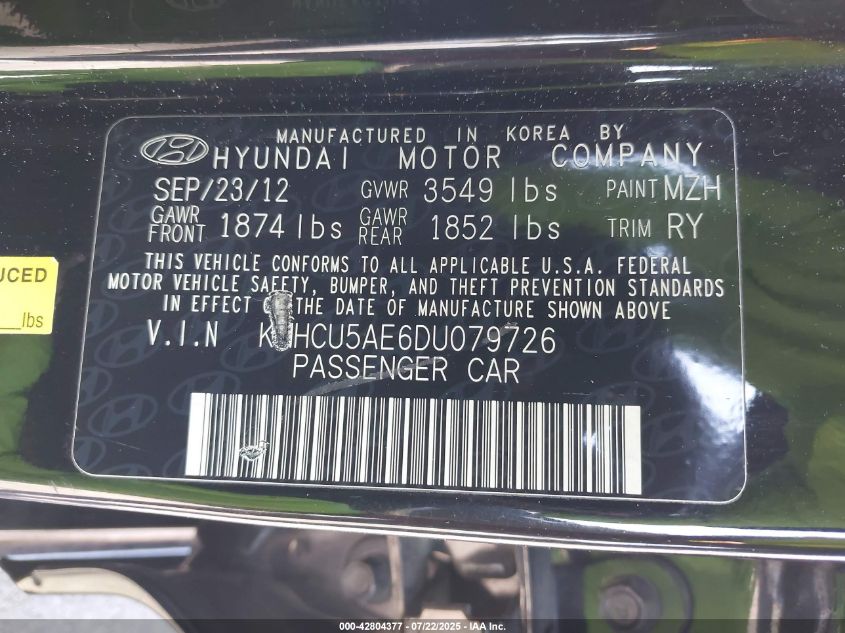 MANUFACTURED IN KOREA BY
HYUNDAI MOTOR COMPANY
SEP/23/12 GVWR 3549 lbs PAINT MZH
GAWR FRONT 1874 lbs GAWR REAR 1852 lbs TRIM RY
THIS VEHICLE CONFORMS TO ALL APPLICABLE U.S.A. FEDERAL
MOTOR VEHICLE SAFETY, BUMPER, AND THEFT PREVENTION STANDARDS
IN EFFECT THE DATE OF MANUFACTURE SHOWN ABOVE
V.I.N
PASSENGER CAR
UCED
lbs
000-42804377 - 07/22/2025 - IAA Inc.